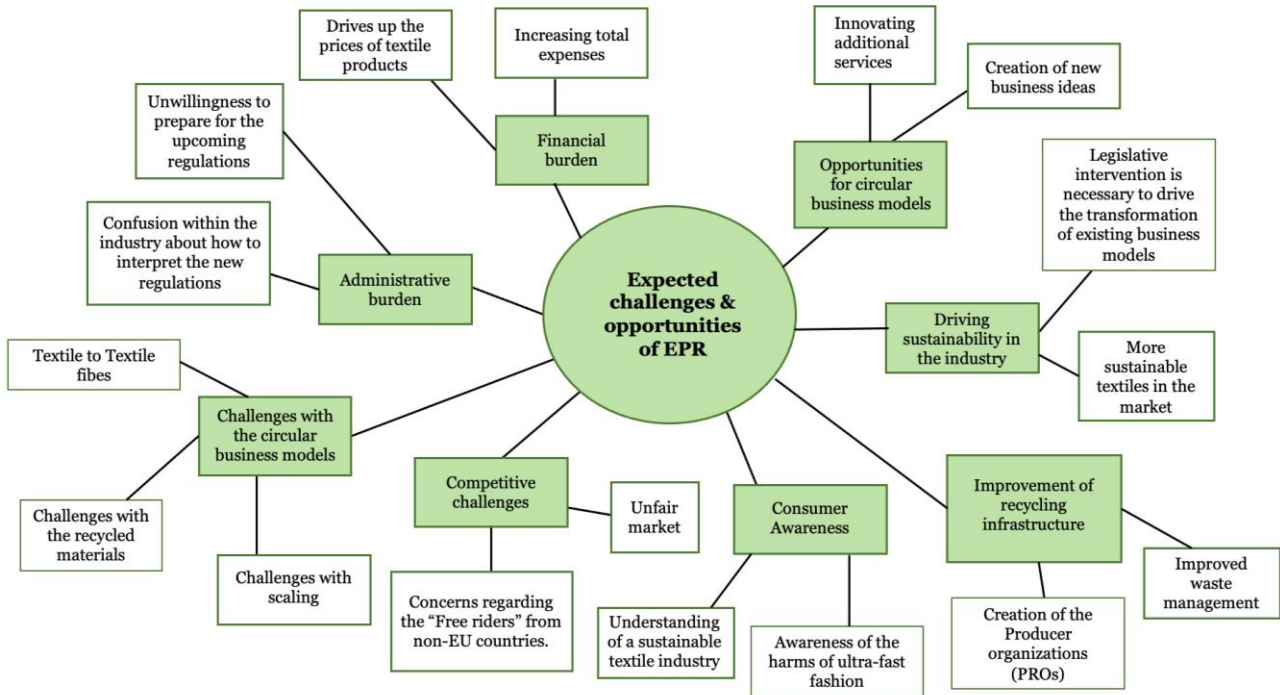 Drives up the
prices of textile
products
Increasing total
expenses
Innovating
additional
services
Creation of new
business ideas
Unwillingness to
prepare for the
upcoming
regulations
Financial
burden
Opportunities
for circular
business models
Legislative
intervention is
necessary to drive
the transformation
of existing business
models
Confusion within the
industry about how to
interpret the new
regulations
Administrative
burden
Expected
challenges &
opportunities
of EPR
Driving
sustainability in
the industry
More
sustainable
textiles in the
market
Textile to Textile
fibes
Challenges with
the circular
business models
Challenges with
the recycled
materials
Challenges with
scaling
Competitive
challenges
Unfair
market
Concerns regarding
the “Free riders” from
non-EU countries.
Consumer
Awareness
Understanding
of a sustainable
textile industry
Awareness of the
harms of ultra-fast
fashion
Improvement of
recycling
infrastructure
Improved
waste
management
Creation of the
Producer
organizations
(PROs)